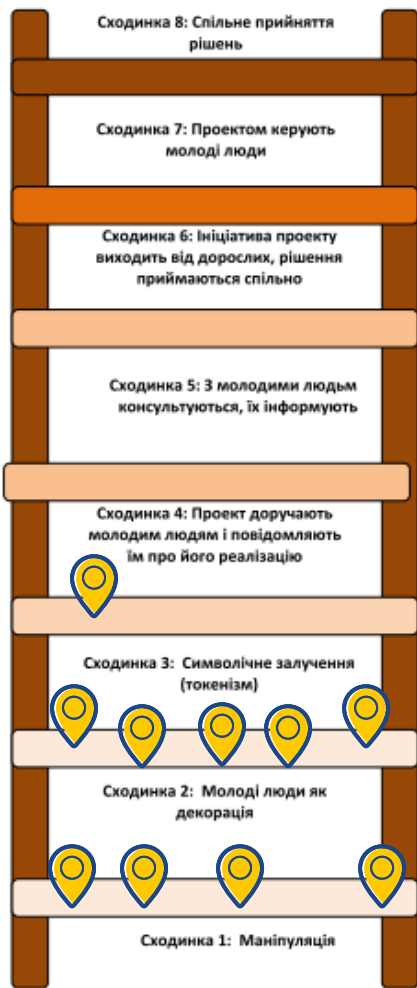 Сходинка 8: Спільне прийняття
рішень
Сходинка 7: Проектом керують
молоді люди
Сходинка 6: Ініціатива проекту
виходить від дорослих, рішення
приймаються спільно
Сходинка 5: З молодими людьм
консультуються, їх інформують
Сходинка 4: Проект доручають
молодим людям і повідомляють
їм про його реалізацію
Сходинка 3: Символічне залучення
(токенізм)
Сходинка 2: Молоді люди як
декорація
Сходинка 1: Маніпуляція